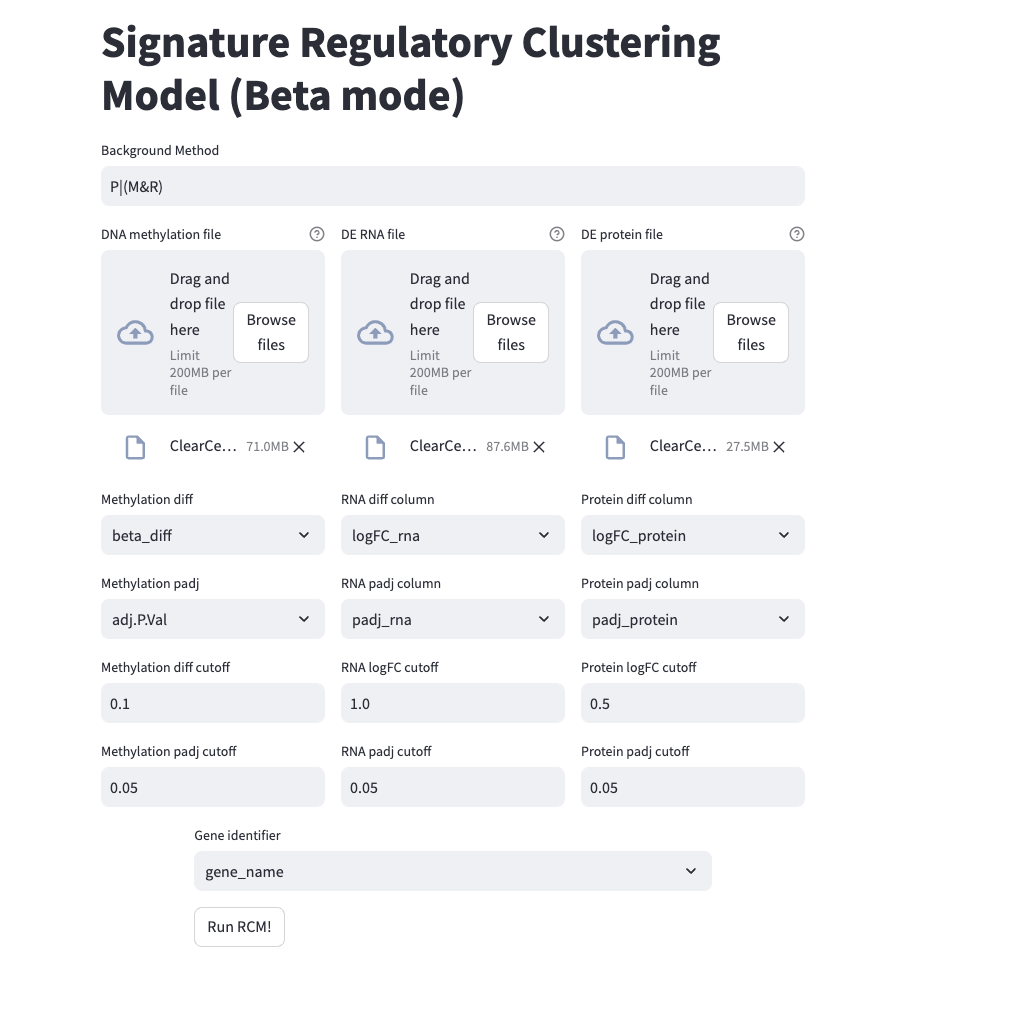 Signature Regulatory Clustering
Model (Beta mode)
Background Method
P|(M&R)
DNA methylation file
DE RNA file
DE protein file
Drag and
drop file
here
Limit
200MB per
file
Browse
files
Drag and
drop file
here
Limit
200MB per
file
Browse
files
Drag and
drop file
here
Limit
200MB per
file
Browse
files
ClearCe... 71.0MB
ClearCe... 87.6MB
ClearCe... 27.5MB
Methylation diff
RNA diff column
Protein diff column
beta_diff
logFC_rna
logFC_protein
Methylation padj
RNA padj column
Protein padj column
adj.P.Val
padj_rna
padj_protein
Methylation diff cutoff
RNA logFC cutoff
Protein logFC cutoff
0.1
1.0
0.5
Methylation padj cutoff
RNA padj cutoff
Protein padj cutoff
0.05
0.05
0.05
Gene identifier
gene_name
Run RCM!